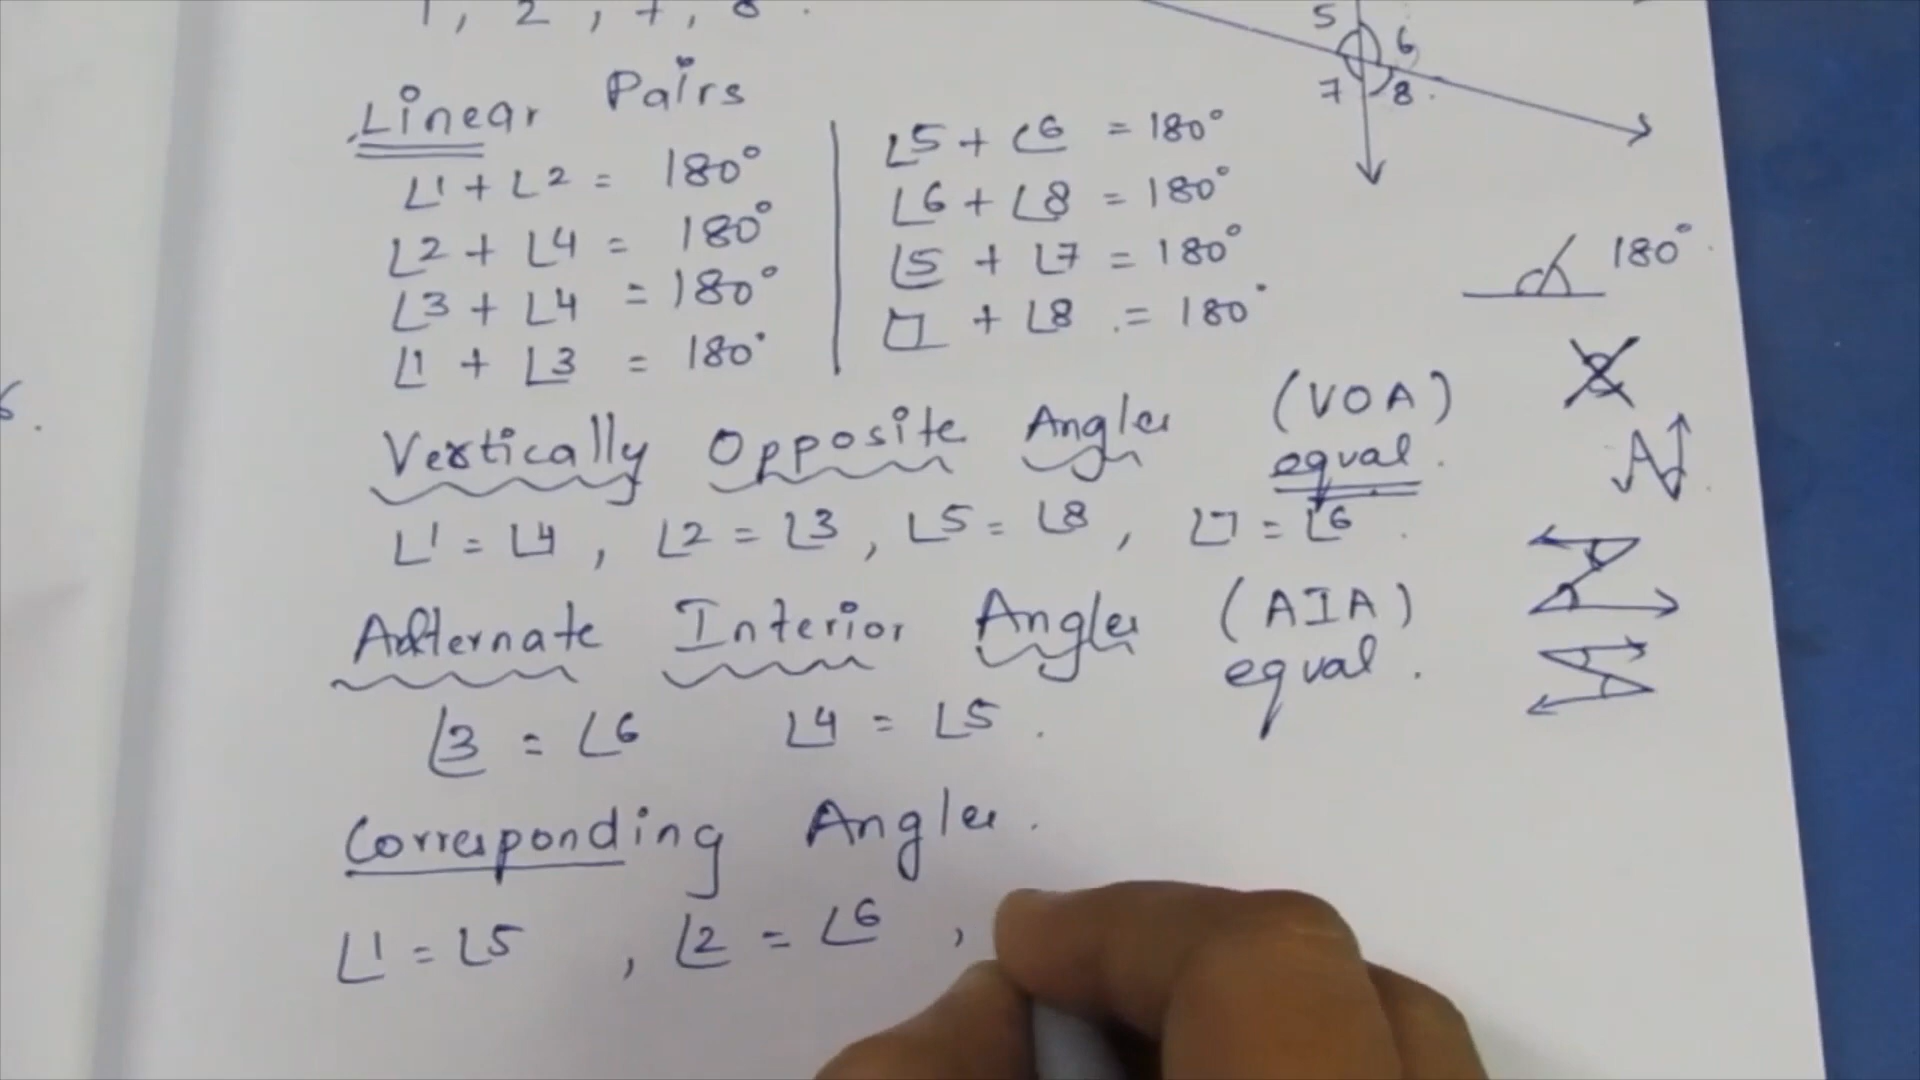 1, 2, 7, 8.
5
6
7
8.
Linear Pairs
∠1 + ∠2 = 180°
∠2 + ∠4 = 180°
∠3 + ∠4 = 180°
∠1 + ∠3 = 180°
∠5 + ∠6 = 180°
∠6 + ∠8 = 180°
∠5 + ∠7 = 180°
∠7 + ∠8 = 180°
180°.
6.
Vertically Opposite Angles (VOA)
equal.
∠1 = ∠4, ∠2 = ∠3, ∠5 = ∠8, ∠7 = ∠6.
Alternate Interior Angles (AIA)
equal.
∠3 = ∠6 ∠4 = ∠5.
Corresponding Angles.
∠1 = ∠5, ∠2 = ∠6,